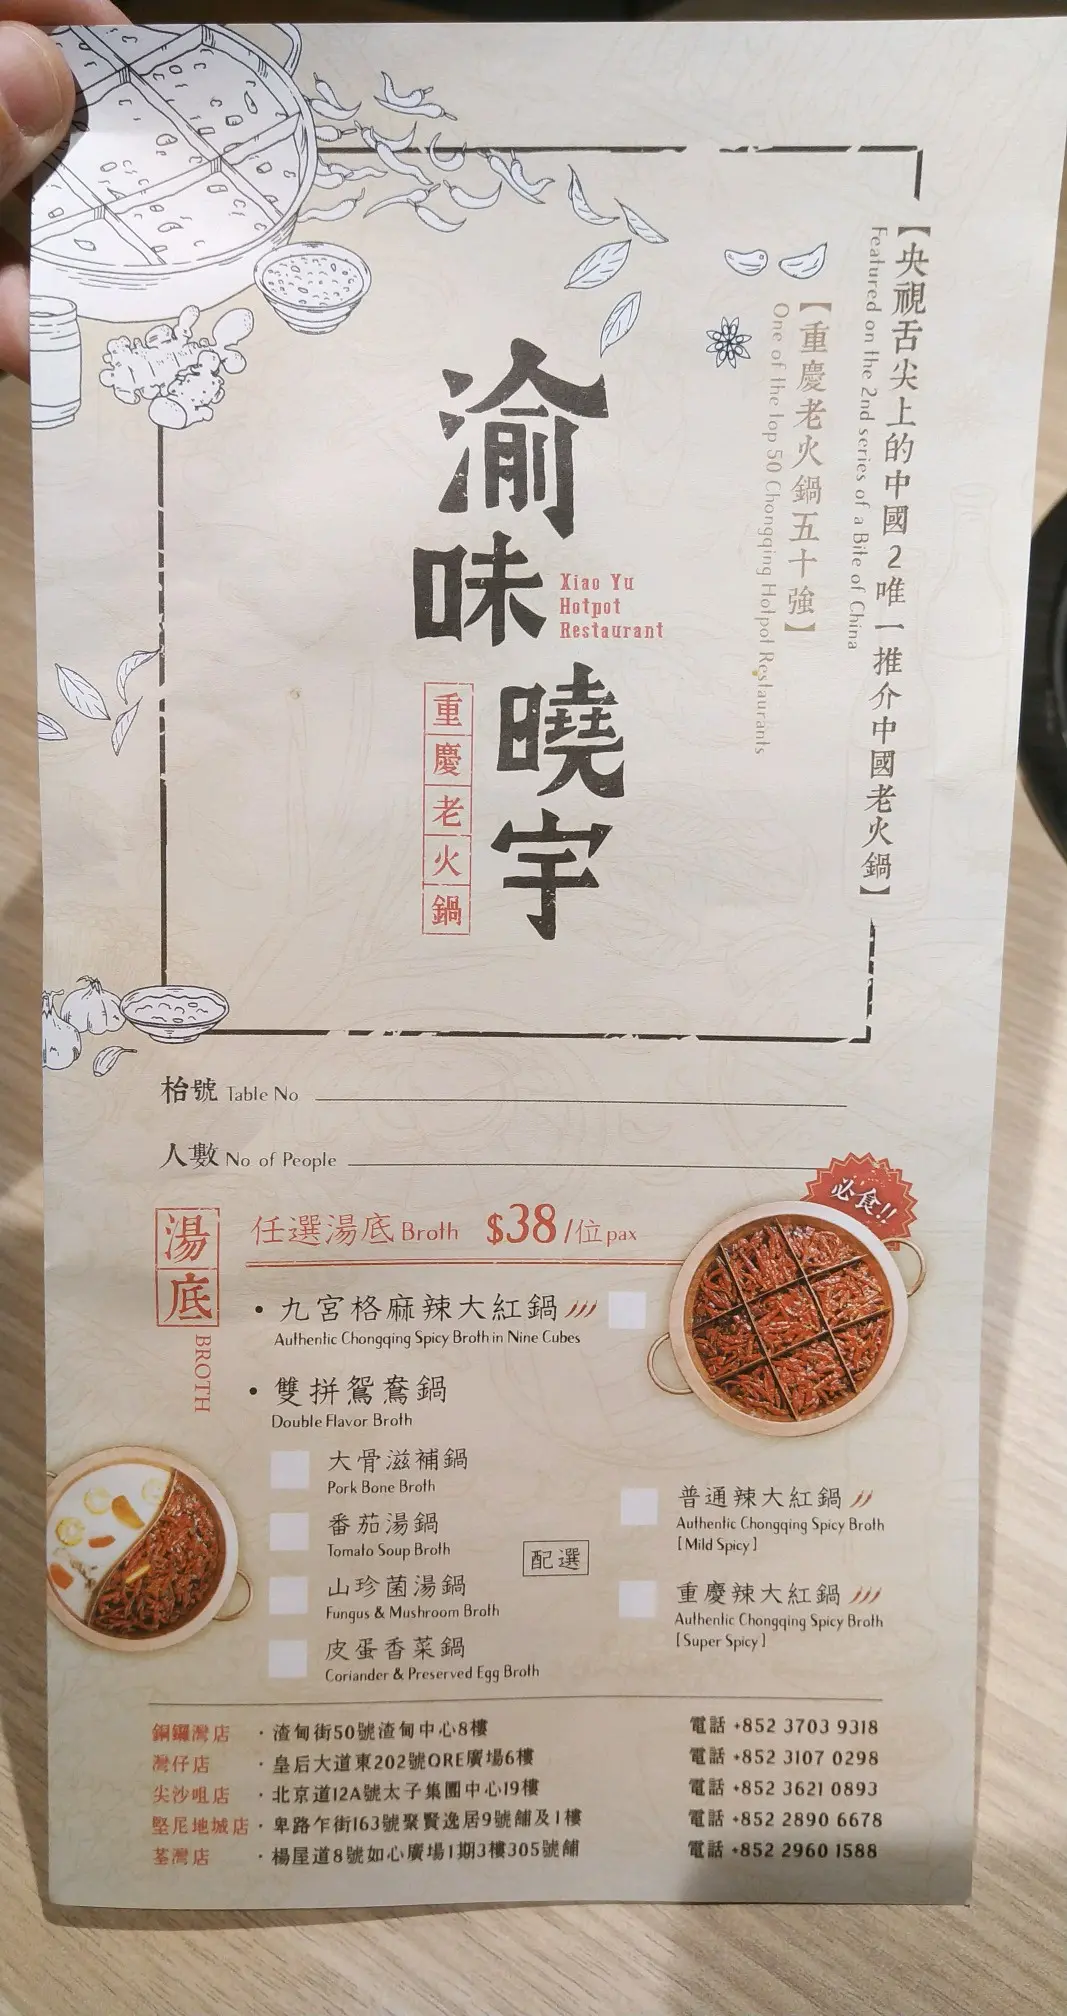 【央視舌尖上的中國2唯一推介中國老火鍋】
Featured on the 2nd series of a Bite of China
【重慶老火鍋五十強】
One of the top 50 Chongqing Hotpot Restaurants
渝味
曉宇
Xiao Yu
Hotpot
Restaurant
重慶老火鍋
枱號 Table No
人數 No of People
必食!!
湯底
BROTH
任選湯底 Broth $38/位 pax
• 九宮格麻辣大紅鍋
Authentic Chongqing Spicy Broth in Nine Cubes
• 雙拼鴛鴦鍋
Double Flavor Broth
大骨滋補鍋
Pork Bone Broth
番茄湯鍋
Tomato Soup Broth
山珍菌湯鍋
Fungus & Mushroom Broth
皮蛋香菜鍋
Coriander & Preserved Egg Broth
配選
普通辣大紅鍋
Authentic Chongqing Spicy Broth
[Mild Spicy]
重慶辣大紅鍋
Authentic Chongqing Spicy Broth
[Super Spicy]
銅鑼灣店 · 渣甸街50號渣甸中心8樓 電話 +852 3703 9318
灣仔店 · 皇后大道東202號QRE廣場6樓 電話 +852 3107 0298
尖沙咀店 · 北京道12A號太子集團中心19樓 電話 +852 3621 0893
堅尼地城店 · 卑路乍街163號聚賢逸居9號舖及1樓 電話 +852 2890 6678
荃灣店 · 楊屋道8號如心廣場1期3樓305號舖 電話 +852 2960 1588